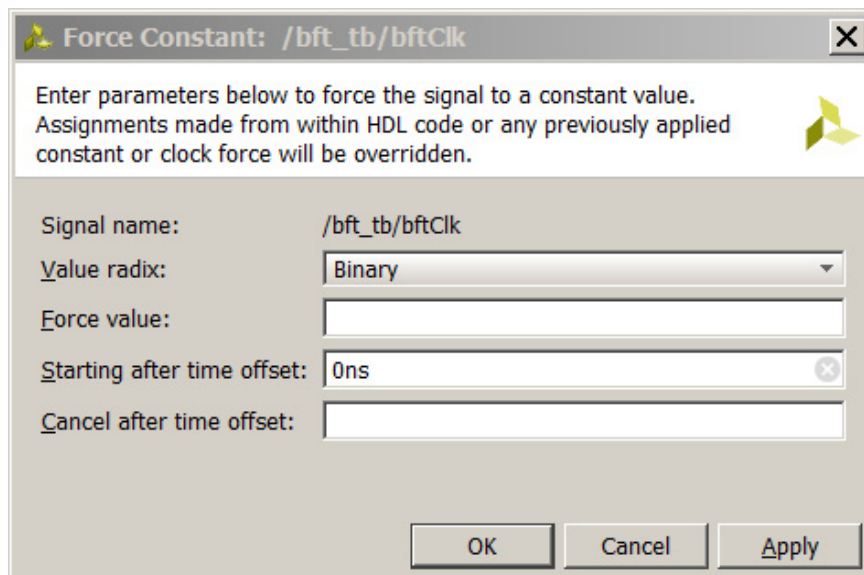 Force Constant: /bft_tb/bftClk
Enter parameters below to force the signal to a constant value.
Assignments made from within HDL code or any previously applied
constant or clock force will be overridden.
Signal name: /bft_tb/bftClk
Value radix: Binary
Force value:
Starting after time offset: 0ns
Cancel after time offset:
OK Cancel Apply